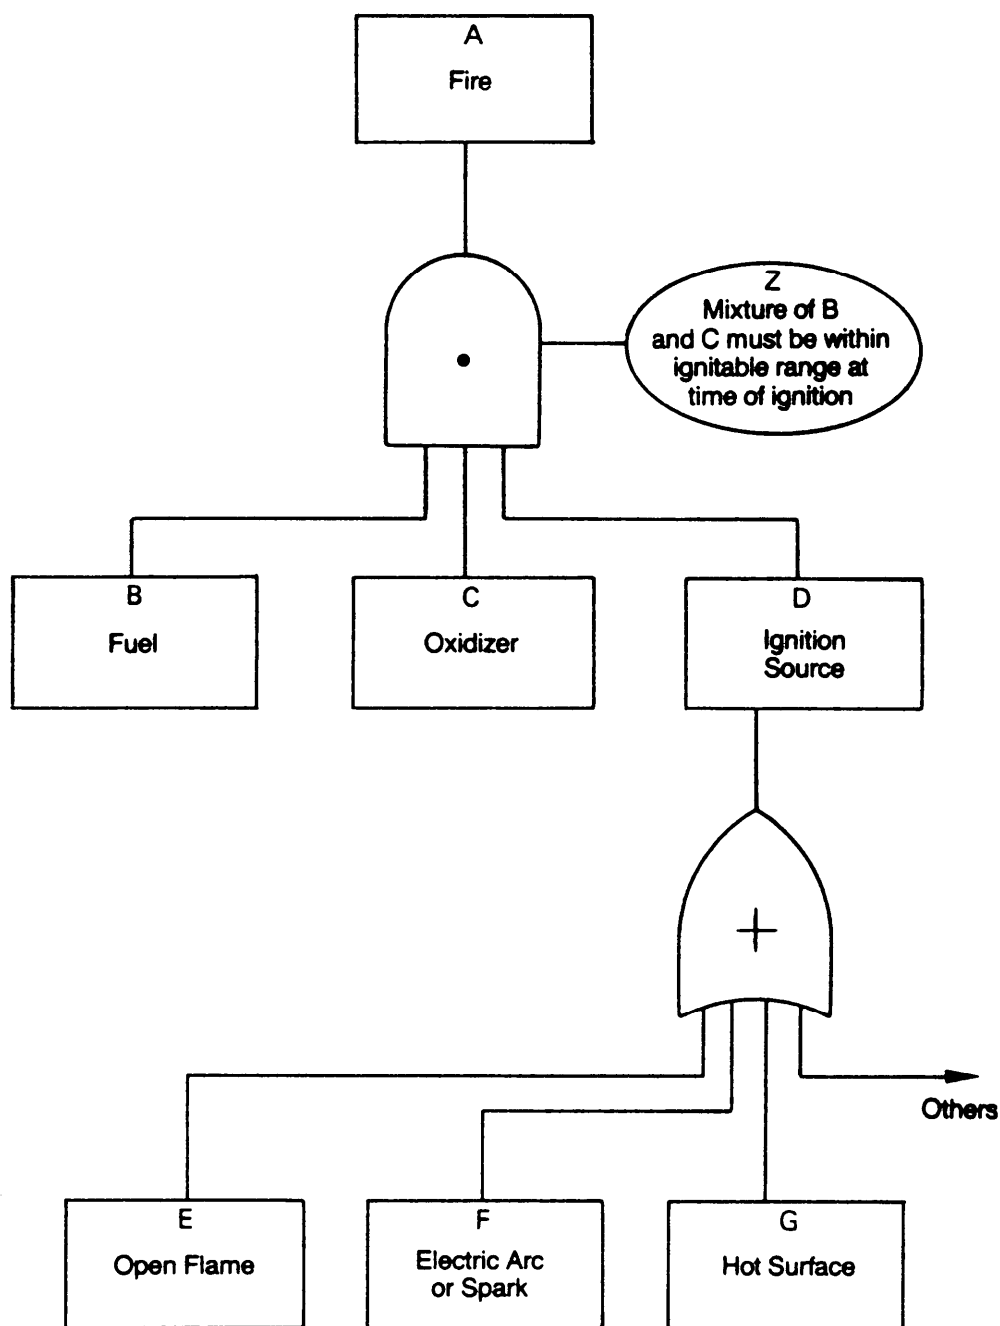 A
Fire
Z
Mixture of B
and C must be within
ignitable range at
time of ignition
B
Fuel
C
Oxidizer
D
Ignition
Source
Others
E
Open Flame
F
Electric Arc
or Spark
G
Hot Surface